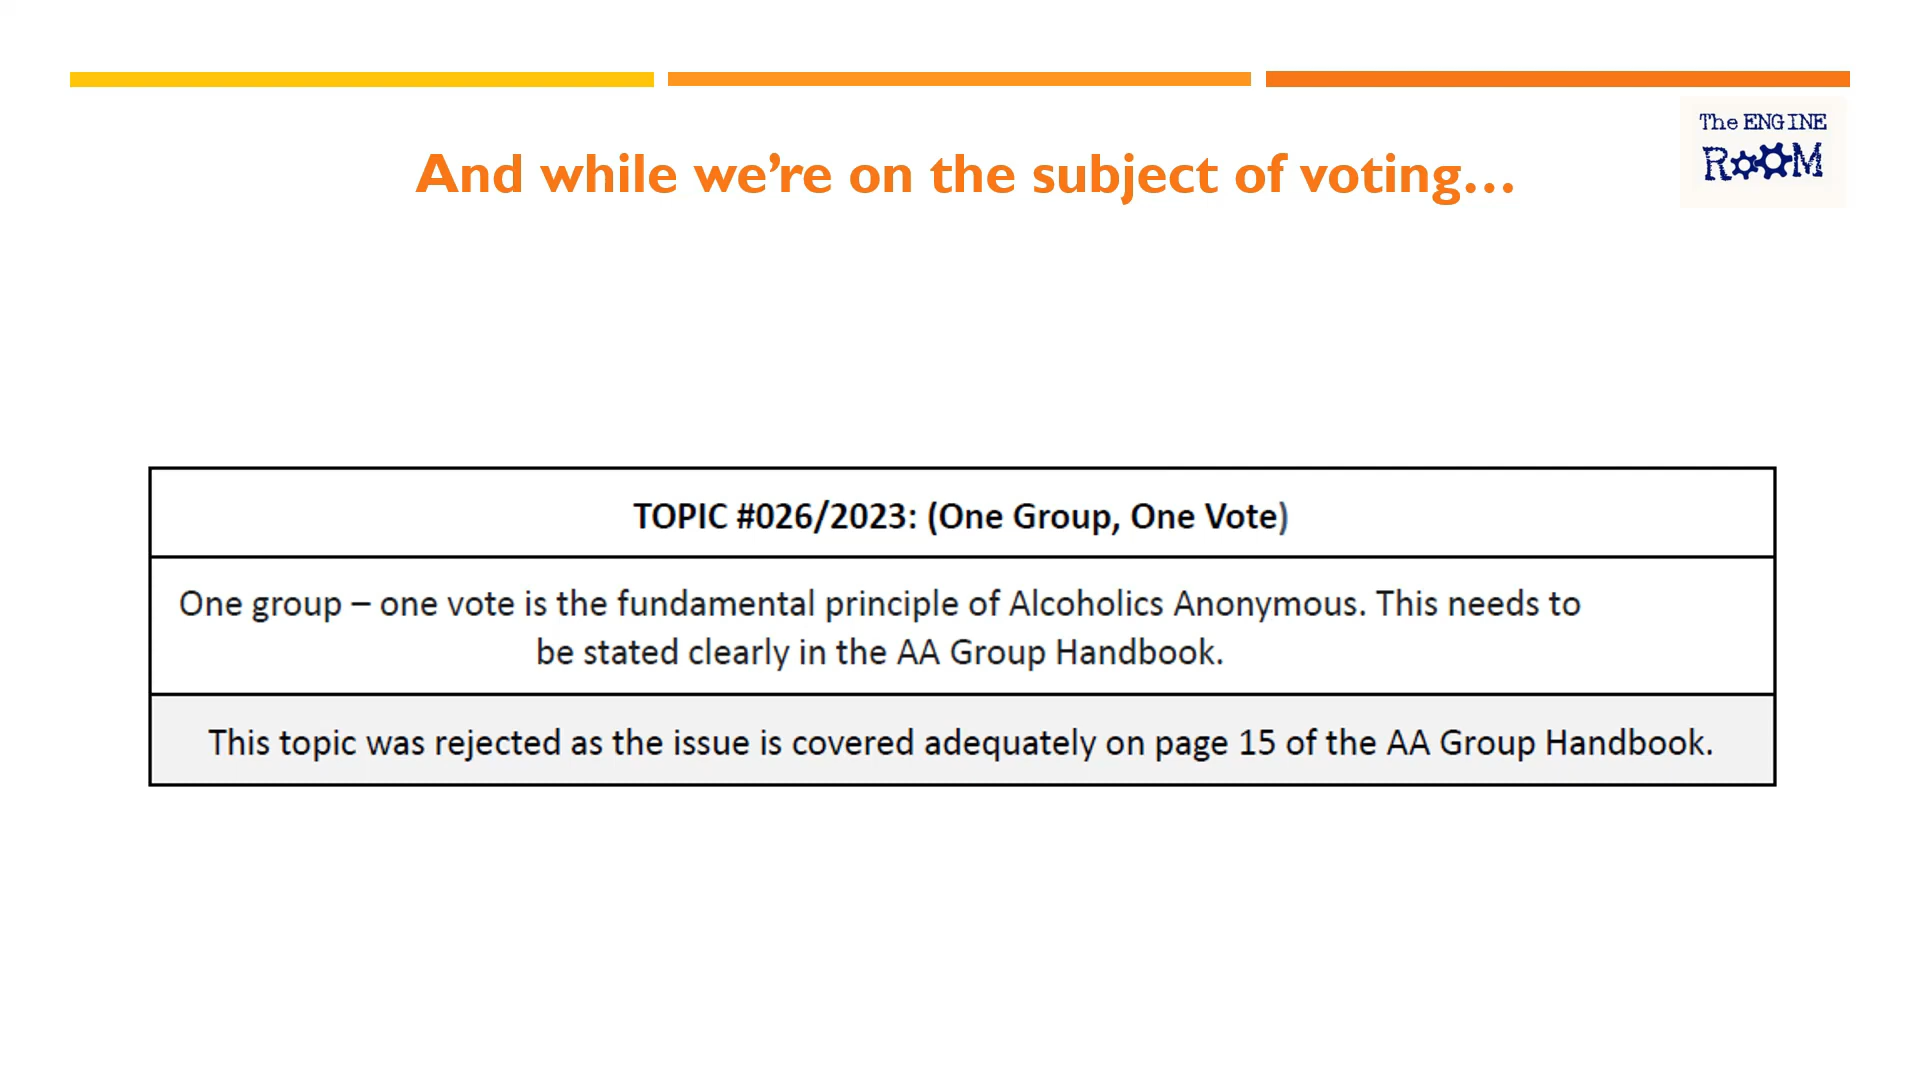 The ENGINE
ROOM
And while we’re on the subject of voting…
TOPIC #026/2023: (One Group, One Vote)
One group – one vote is the fundamental principle of Alcoholics Anonymous. This needs to
be stated clearly in the AA Group Handbook.
This topic was rejected as the issue is covered adequately on page 15 of the AA Group Handbook.